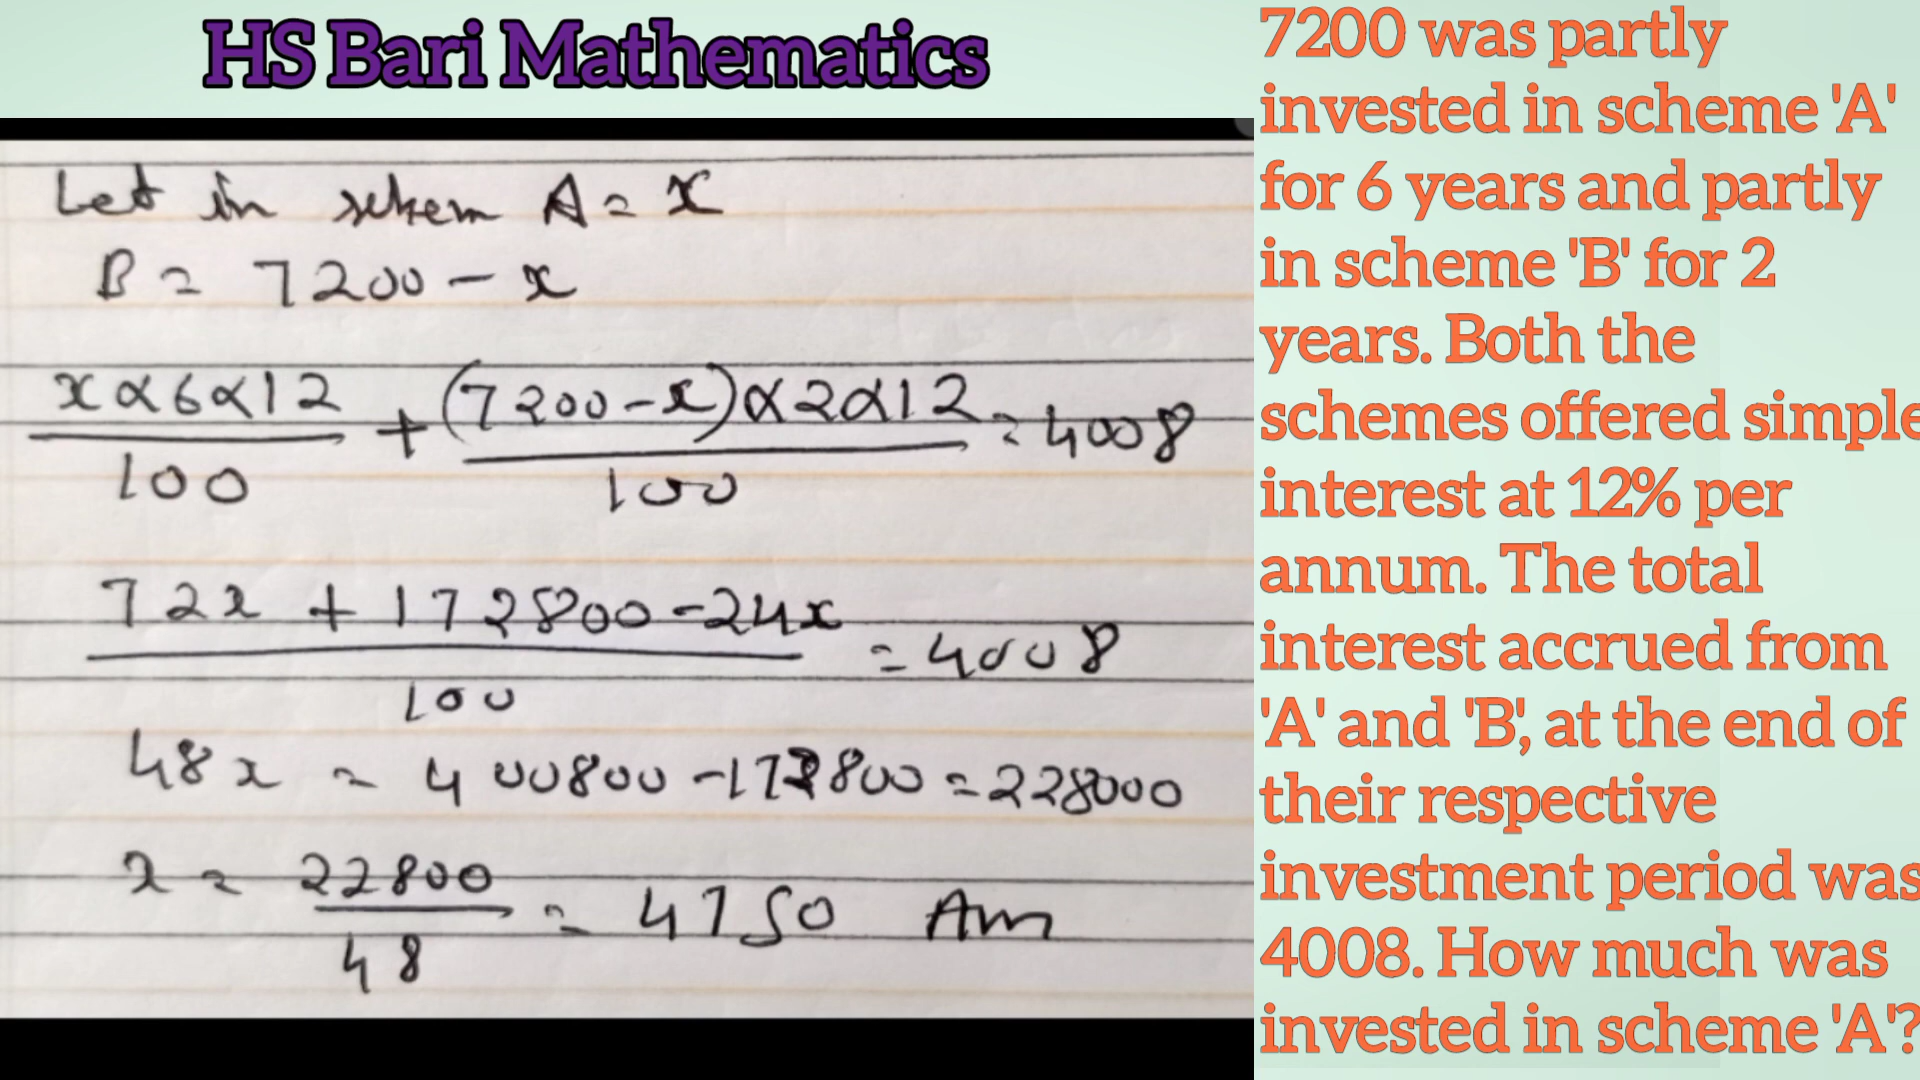 HS Bari Mathematics
Let in schem A = x
B = 7200 - x
x×6×12 + (7200-x)×2×12 = 4008
100 100
72x + 172800 - 24x = 4008
100
48x = 400800 - 172800 = 228000
x = 22800 = 4750 Ans
48
7200 was partly
invested in scheme 'A'
for 6 years and partly
in scheme 'B' for 2
years. Both the
schemes offered simple
interest at 12% per
annum. The total
interest accrued from
'A' and 'B', at the end of
their respective
investment period was
4008. How much was
invested in scheme 'A'?